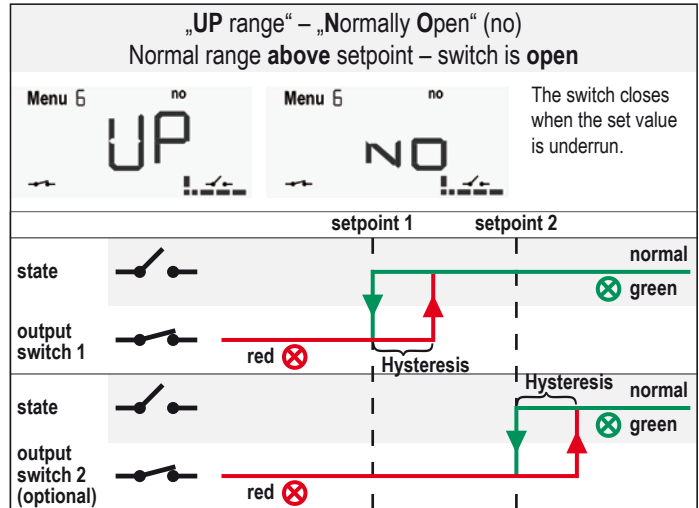 „UP range“ – „Normally Open“ (no)
Normal range above setpoint – switch is open
Menu 6 no
UP
Menu 6 no
NO
The switch closes
when the set value
is underrun.
setpoint 1 setpoint 2
state
normal
green
output
switch 1
red
Hysteresis
state
Hysteresis
normal
green
output
switch 2
(optional)
red